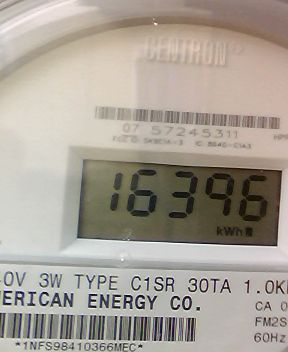 CENTRON®
07 57245311
16396
kWh
OV 3W TYPE C1SR 30TA 1.0K
ERICAN ENERGY CO.
CA 0
FM2S
60Hz
*1NFS98410366MEC*